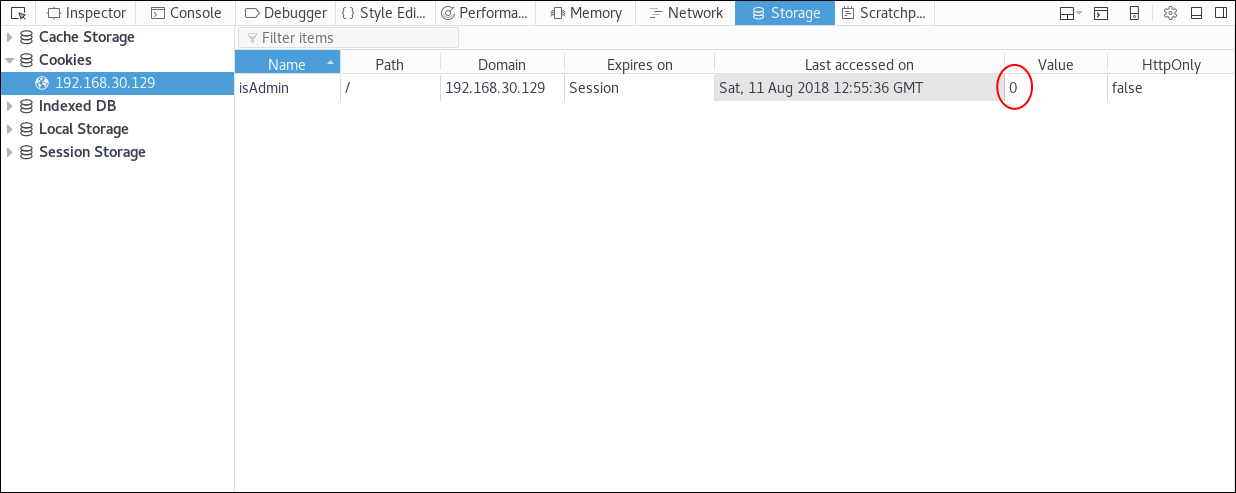 Inspector Console Debugger { } Style Edi... Performa... Memory Network Storage Scratchp...
Cache Storage
Filter items
Cookies
Name Path Domain Expires on Last accessed on Value HttpOnly
192.168.30.129
isAdmin / 192.168.30.129 Session Sat, 11 Aug 2018 12:55:36 GMT 0 false
Indexed DB
Local Storage
Session Storage